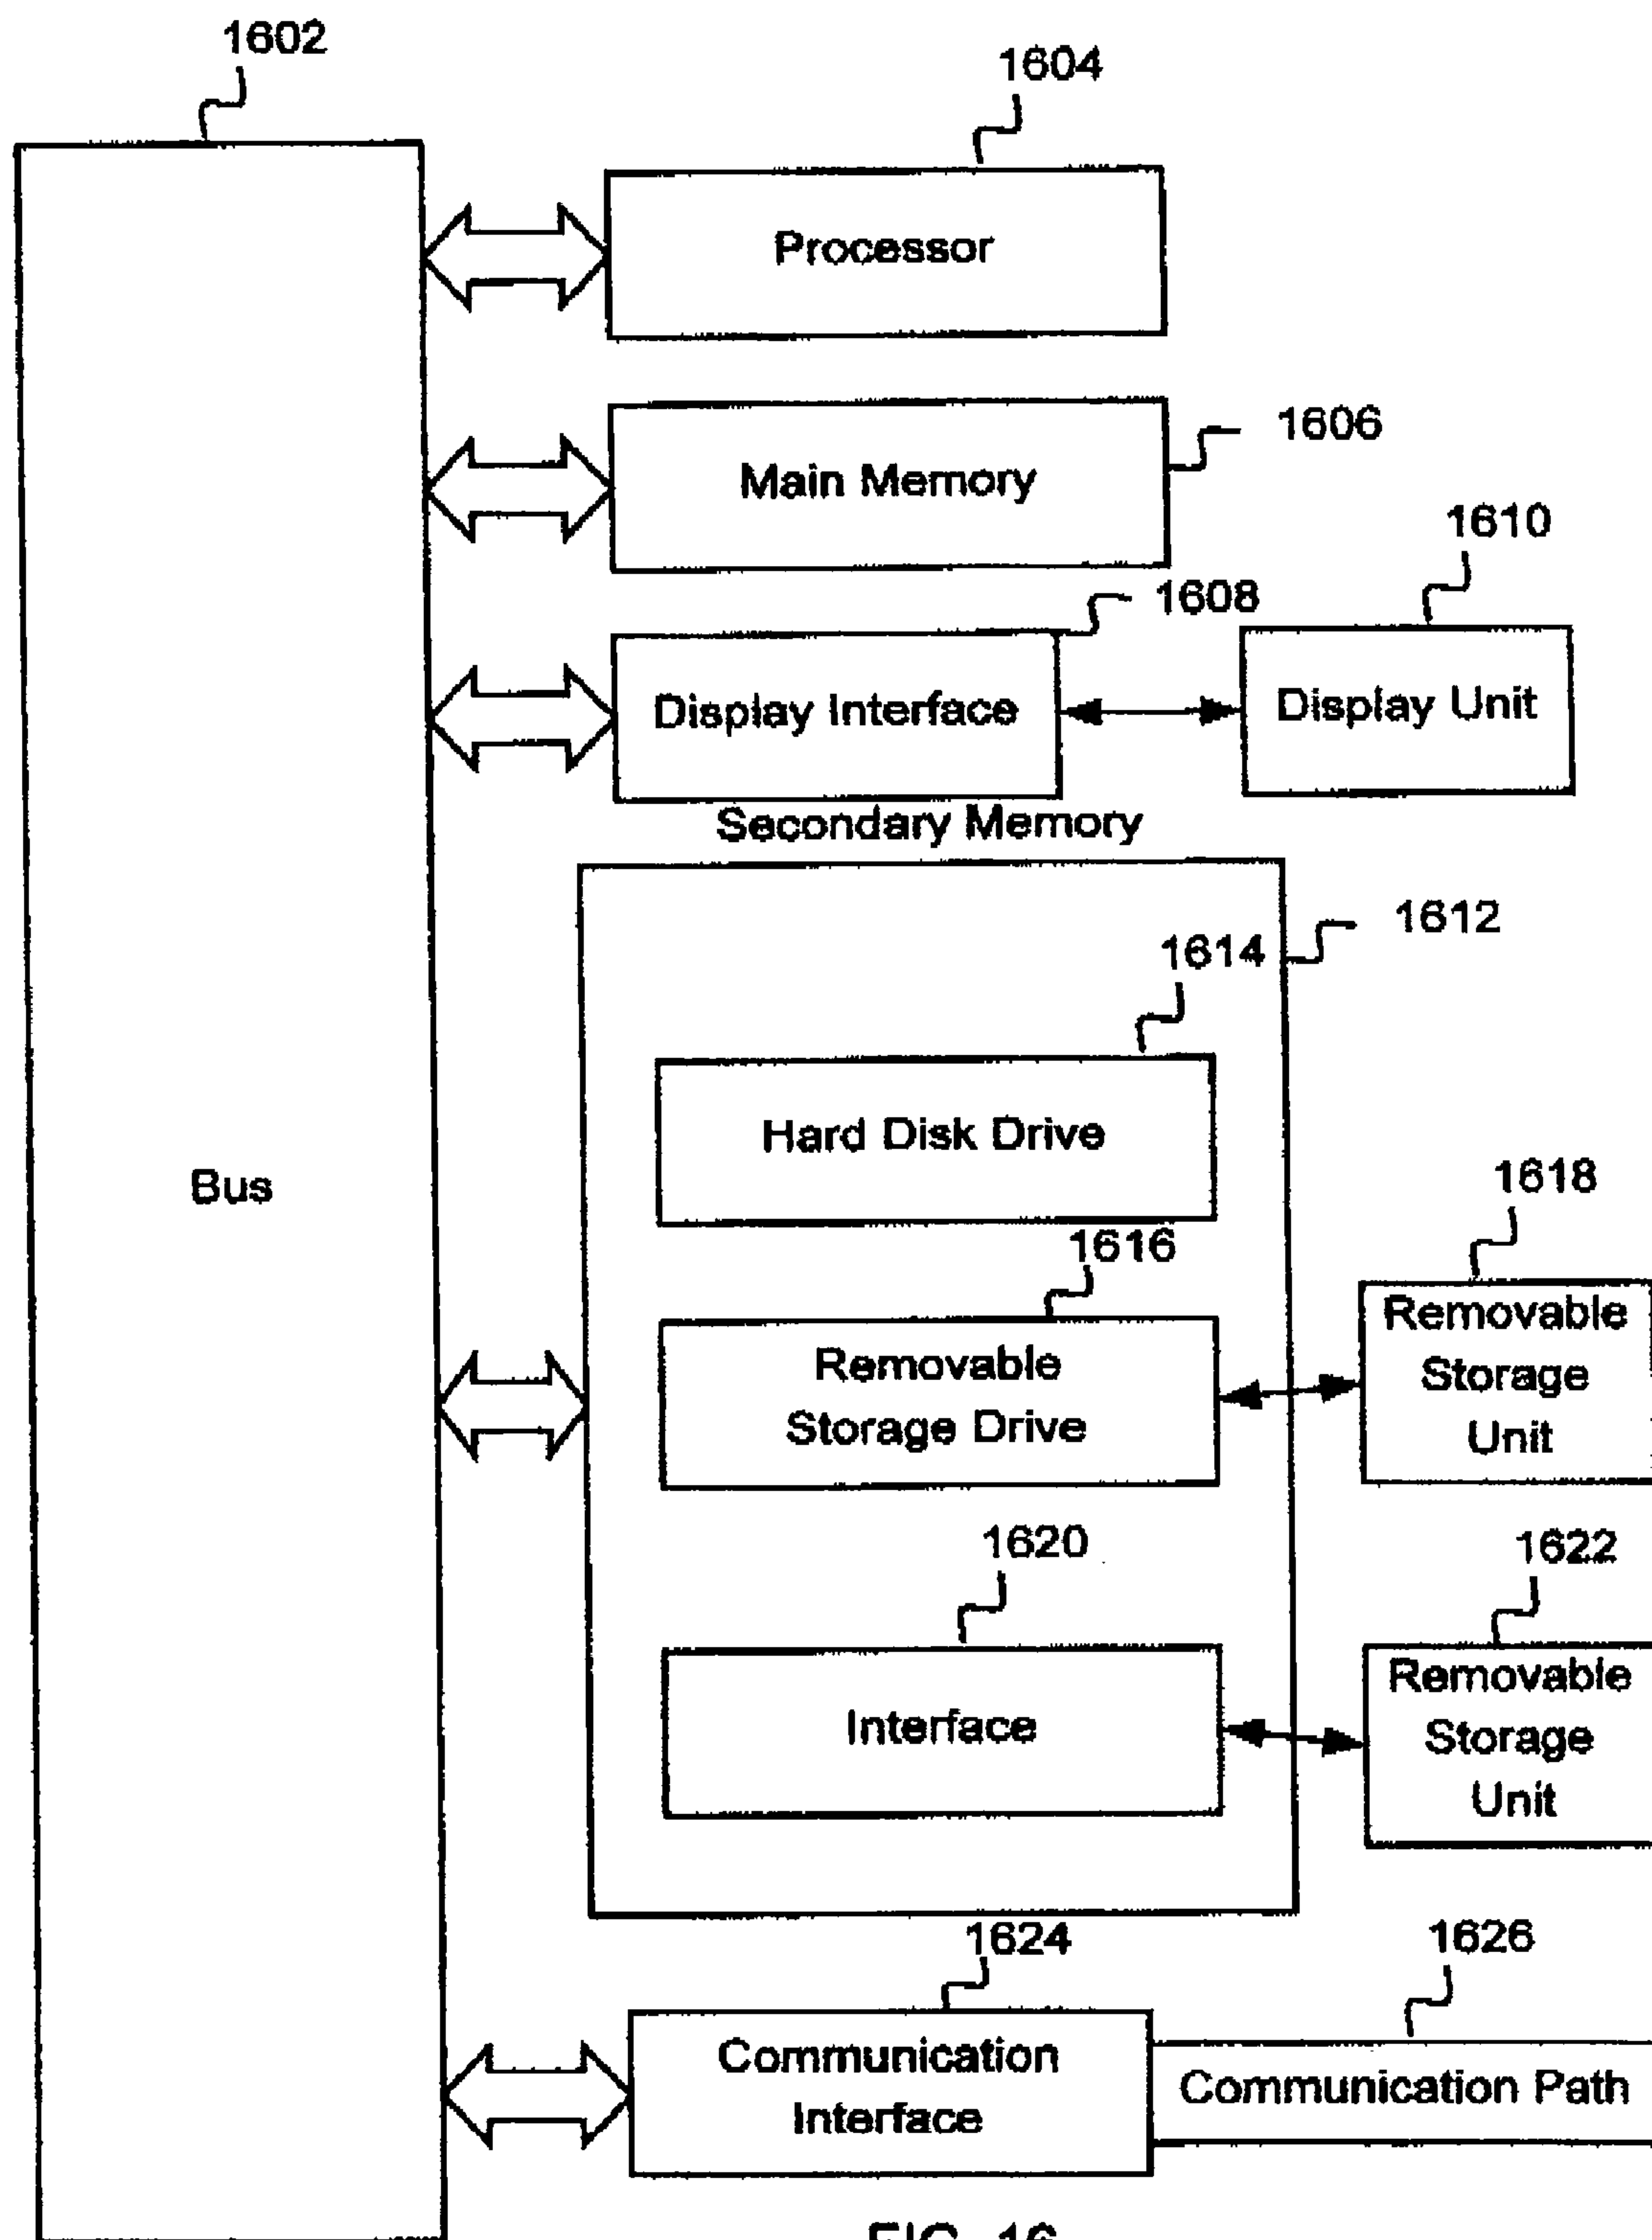 1602
1604
Processor
1606
Main Memory
1610
1608
Display Interface
Display Unit
Secondary Memory
1612
1614
Hard Disk Drive
Bus
1618
1616
Removable
Storage
Unit
Removable
Storage Drive
1620
1622
Interface
Removable
Storage
Unit
1624
1626
Communication
Interface
Communication Path
FIG. 16